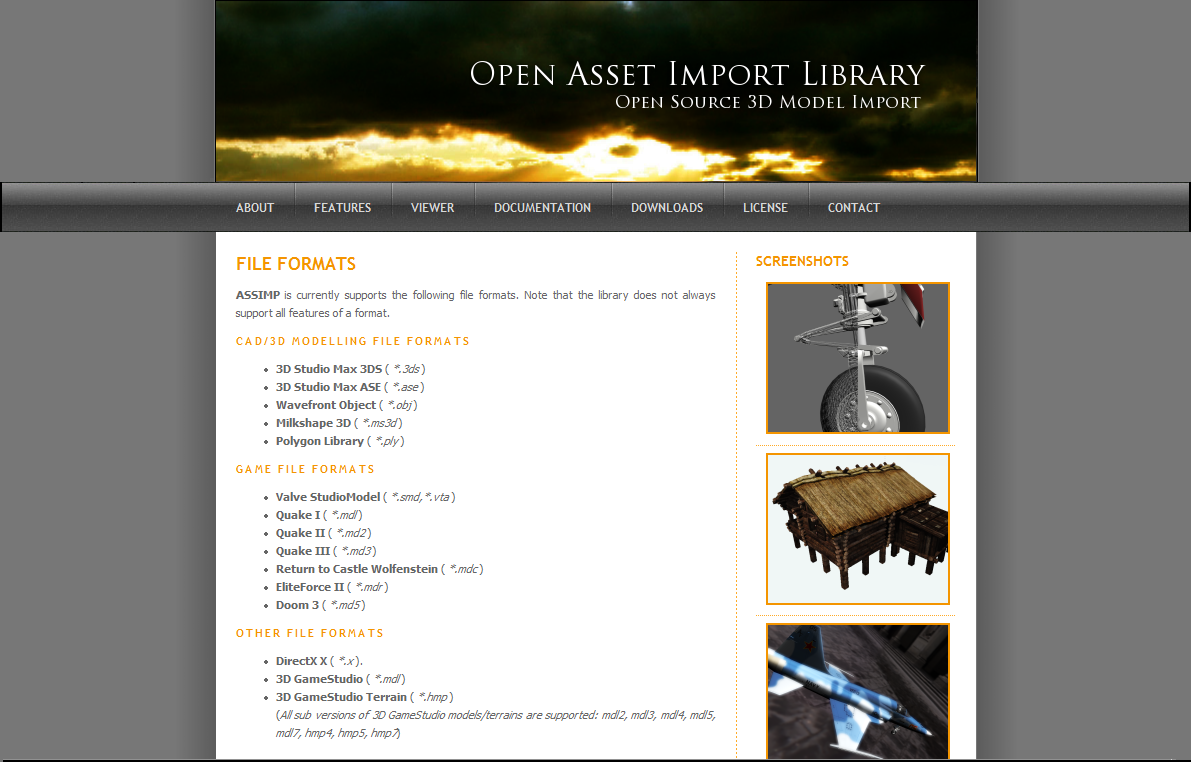 Open Asset Import Library
Open Source 3D Model Import
ABOUT
FEATURES
VIEWER
DOCUMENTATION
DOWNLOADS
LICENSE
CONTACT
FILE FORMATS
ASSIMP is currently supports the following file formats. Note that the library does not always
support all features of a format.
CAD/3D MODELLING FILE FORMATS
3D Studio Max 3DS ( *.3ds )
3D Studio Max ASE ( *.ase )
Wavefront Object ( *.obj )
Milkshape 3D ( *.ms3d )
Polygon Library ( *.ply )
GAME FILE FORMATS
Valve StudioModel ( *.smd,*.vta )
Quake I ( *.mdl )
Quake II ( *.md2 )
Quake III ( *.md3 )
Return to Castle Wolfenstein ( *.mdc )
EliteForce II ( *.mdr )
Doom 3 ( *.md5 )
OTHER FILE FORMATS
DirectX X ( *.x ).
3D GameStudio ( *.mdl )
3D GameStudio Terrain ( *.hmp )
(All sub versions of 3D GameStudio models/terrains are supported: mdl2, mdl3, mdl4, mdl5,
mdl7, hmp4, hmp5, hmp7)
SCREENSHOTS